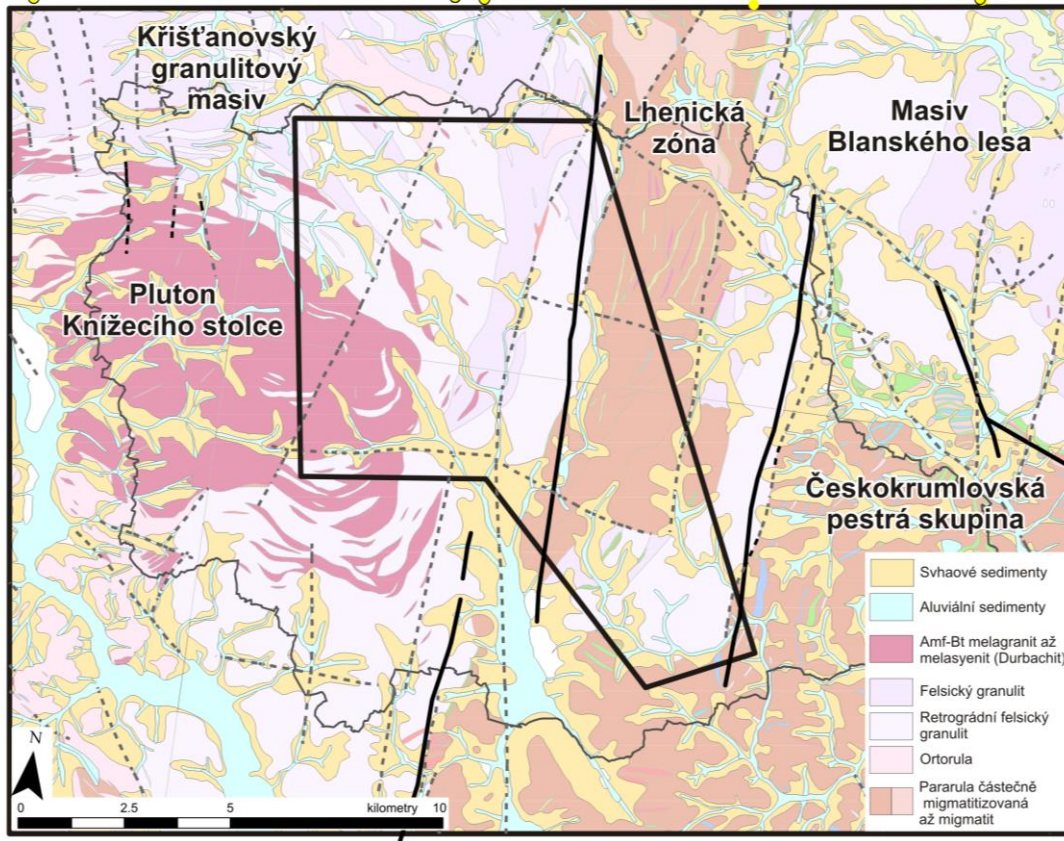 Křišťanovský
granulitový
masiv
Lhenická
zóna
Masiv
Blanského lesa
Pluton
Knížecího stolce
Českokrumlovská
pestrá skupina
Svhaové sedimenty
Aluviální sedimenty
Amf-Bt melagranit až
melasyenit (Durbachit)
Felsický granulit
Retrográdní felsický
granulit
Ortorula
Pararula částečně
migmatitizovaná
až migmatit
N
0 2.5 5 kilometry 10